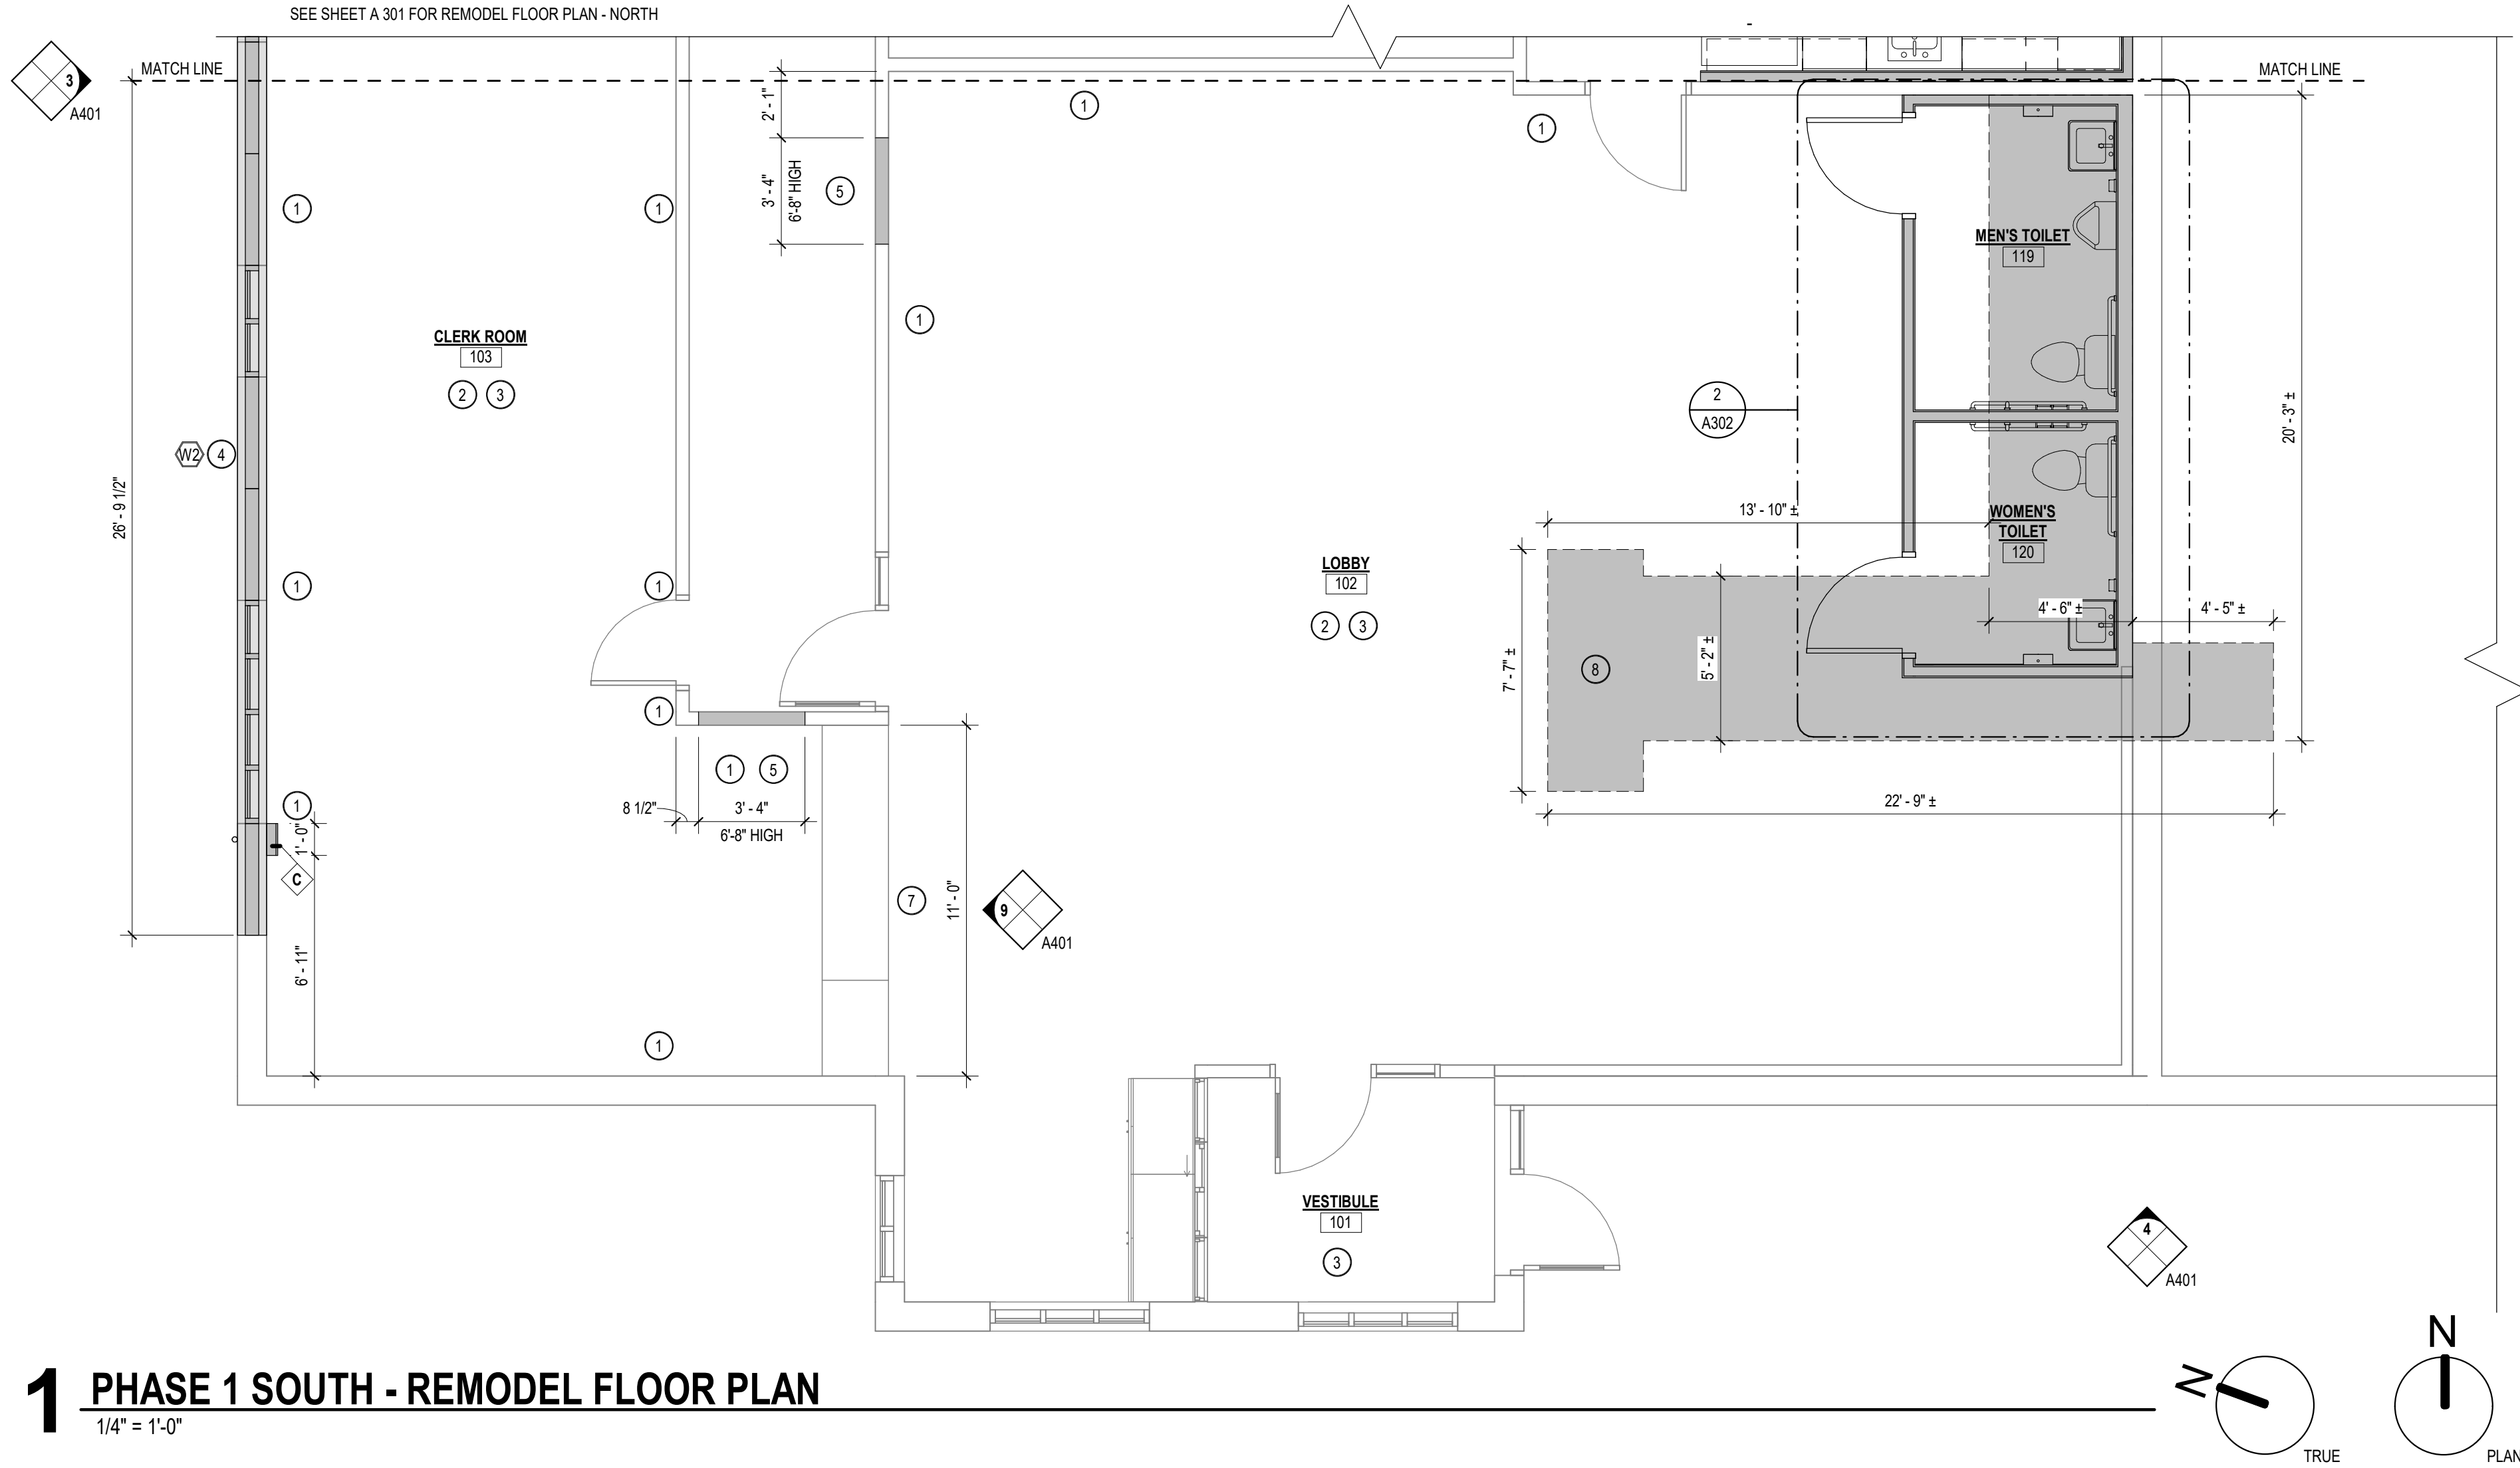 SEE SHEET A 301 FOR REMODEL FLOOR PLAN - NORTH
-
3
A401
MATCH LINE
MATCH LINE
2' - 1"
3' - 4"
6'-8" HIGH
5
1
1
1
1
1
CLERK ROOM
103
2 3
W2 4
26' - 9 1/2"
MEN'S TOILET
119
2
A302
20' - 3" ±
13' - 10" ±
WOMEN'S
TOILET
120
LOBBY
102
2 3
1
1
4' - 6" ±
4' - 5" ±
7' - 7" ±
8
5' - 2" ±
1
1 5
8 1/2"
3' - 4"
6'-8" HIGH
22' - 9" ±
1
1' - 0"
C
6' - 11"
7
11' - 0"
9
A401
1
VESTIBULE
101
3
4
A401
1 PHASE 1 SOUTH - REMODEL FLOOR PLAN
1/4" = 1'-0"
N
TRUE
N
PLAN